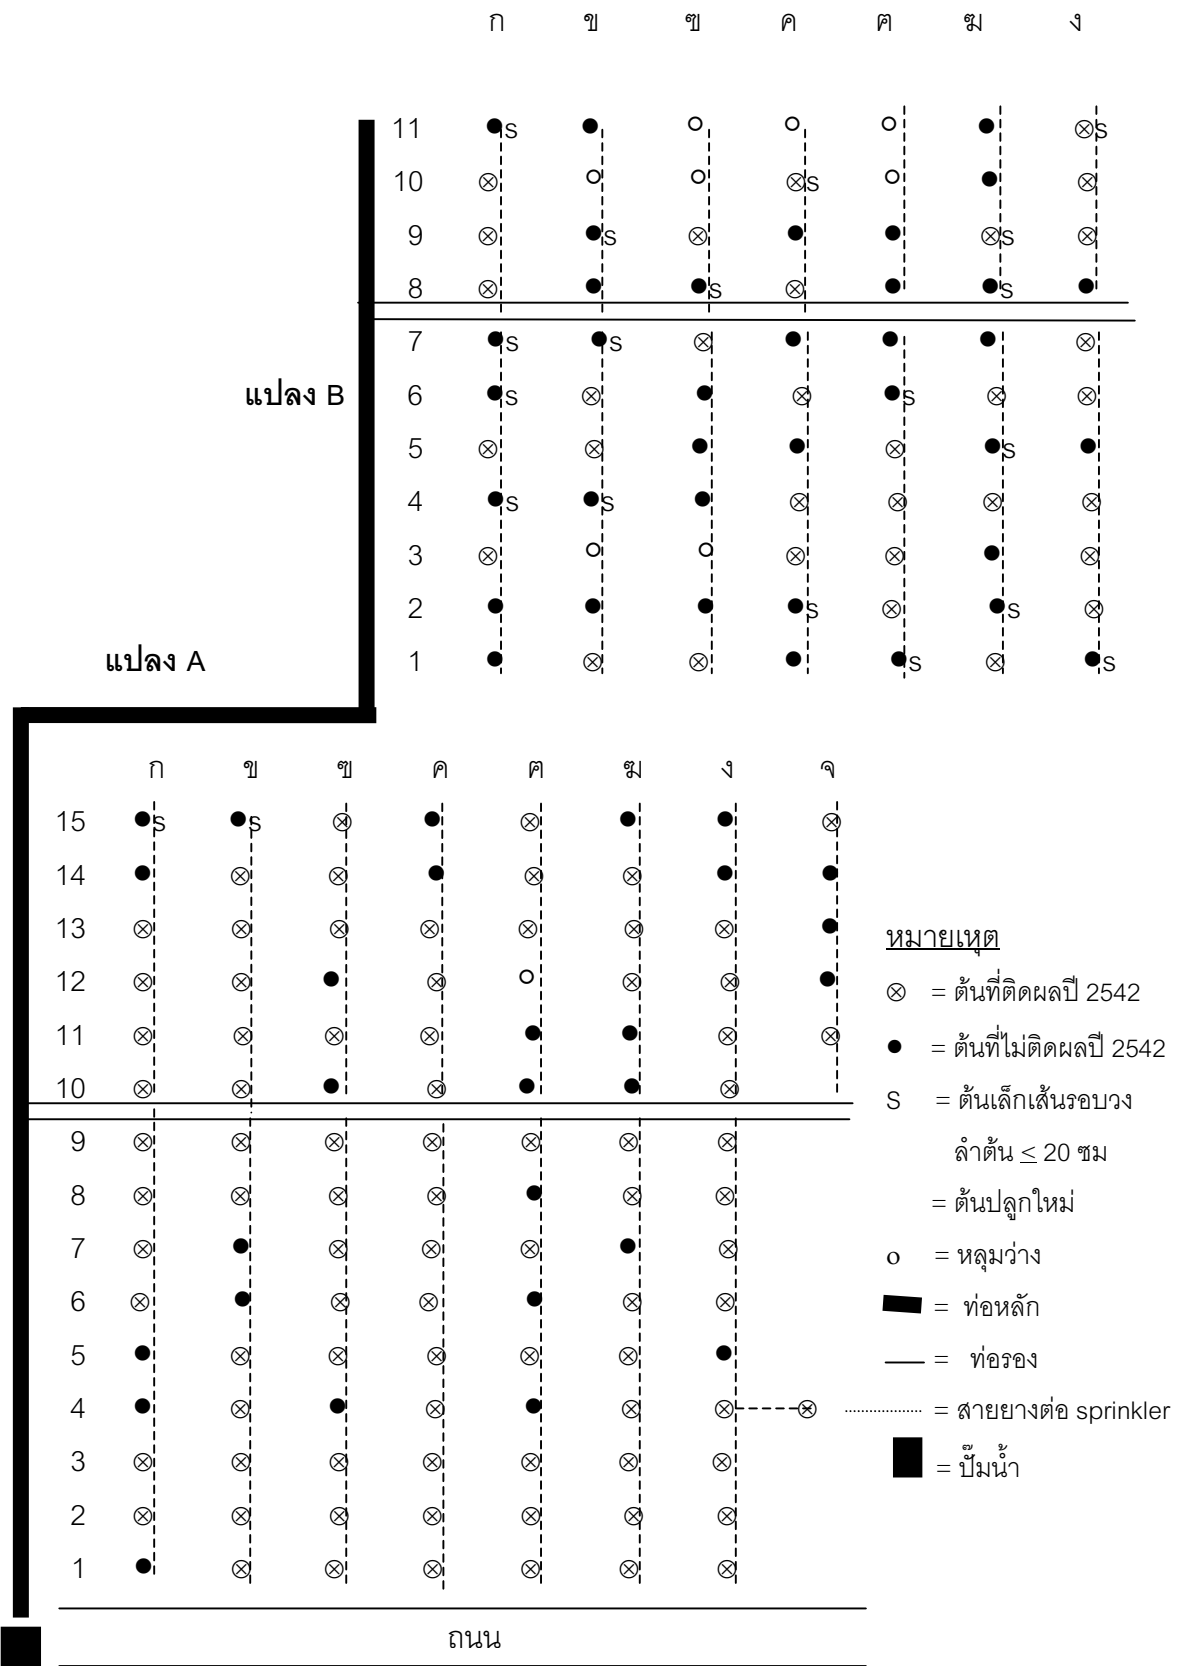 ก ข ฃ ค ฅ ฆ ง
11 S S
10 S
9 S S
8 S S
7 S S
แปลง B 6 S S
5 S
4 S S
3
2 S S
แปลง A 1 S S
ก ข ฃ ค ฅ ฆ ง จ
15 S S
14
13
12
11
10
9
8
7
6
5
4
3
2
1
ถนน
หมายเหตุ
= ต้นที่ติดผลปี 2542
= ต้นที่ไม่ติดผลปี 2542
S = ต้นเล็กเส้นรอบวง
ลำต้น ≤ 20 ซม
= ต้นปลูกใหม่
o = หลุมว่าง
= ท่อหลัก
= ท่อรอง
= สายยางต่อ sprinkler
= ปั๊มน้ำ